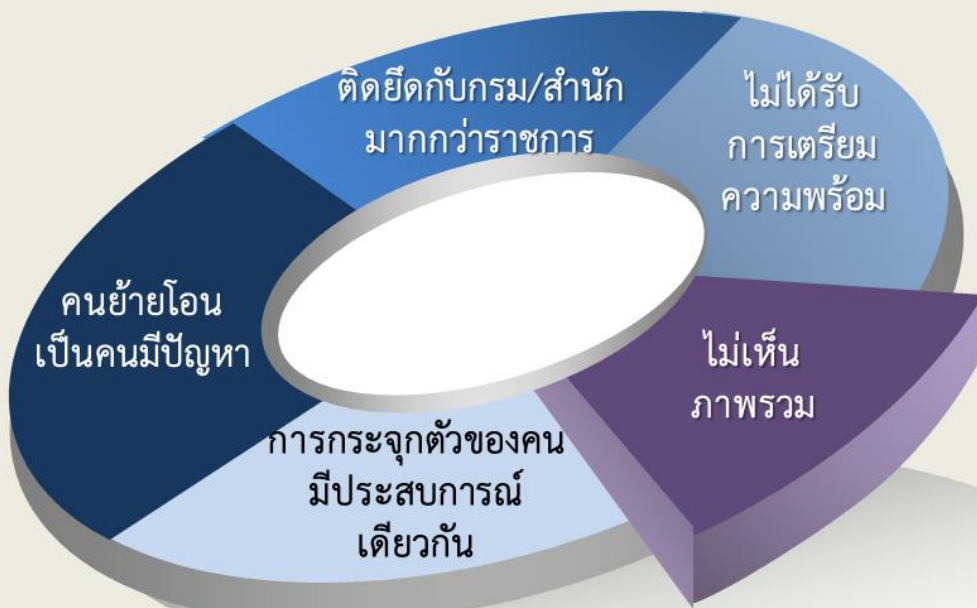 ติดยึดกับกรม/สำนัก
มากกว่าราชการ
ไม่ได้รับ
การเตรียม
ความพร้อม
ไม่เห็น
ภาพรวม
การกระจุกตัวของคน
มีประสบการณ์
เดียวกัน
คนย้ายโอน
เป็นคนมีปัญหา